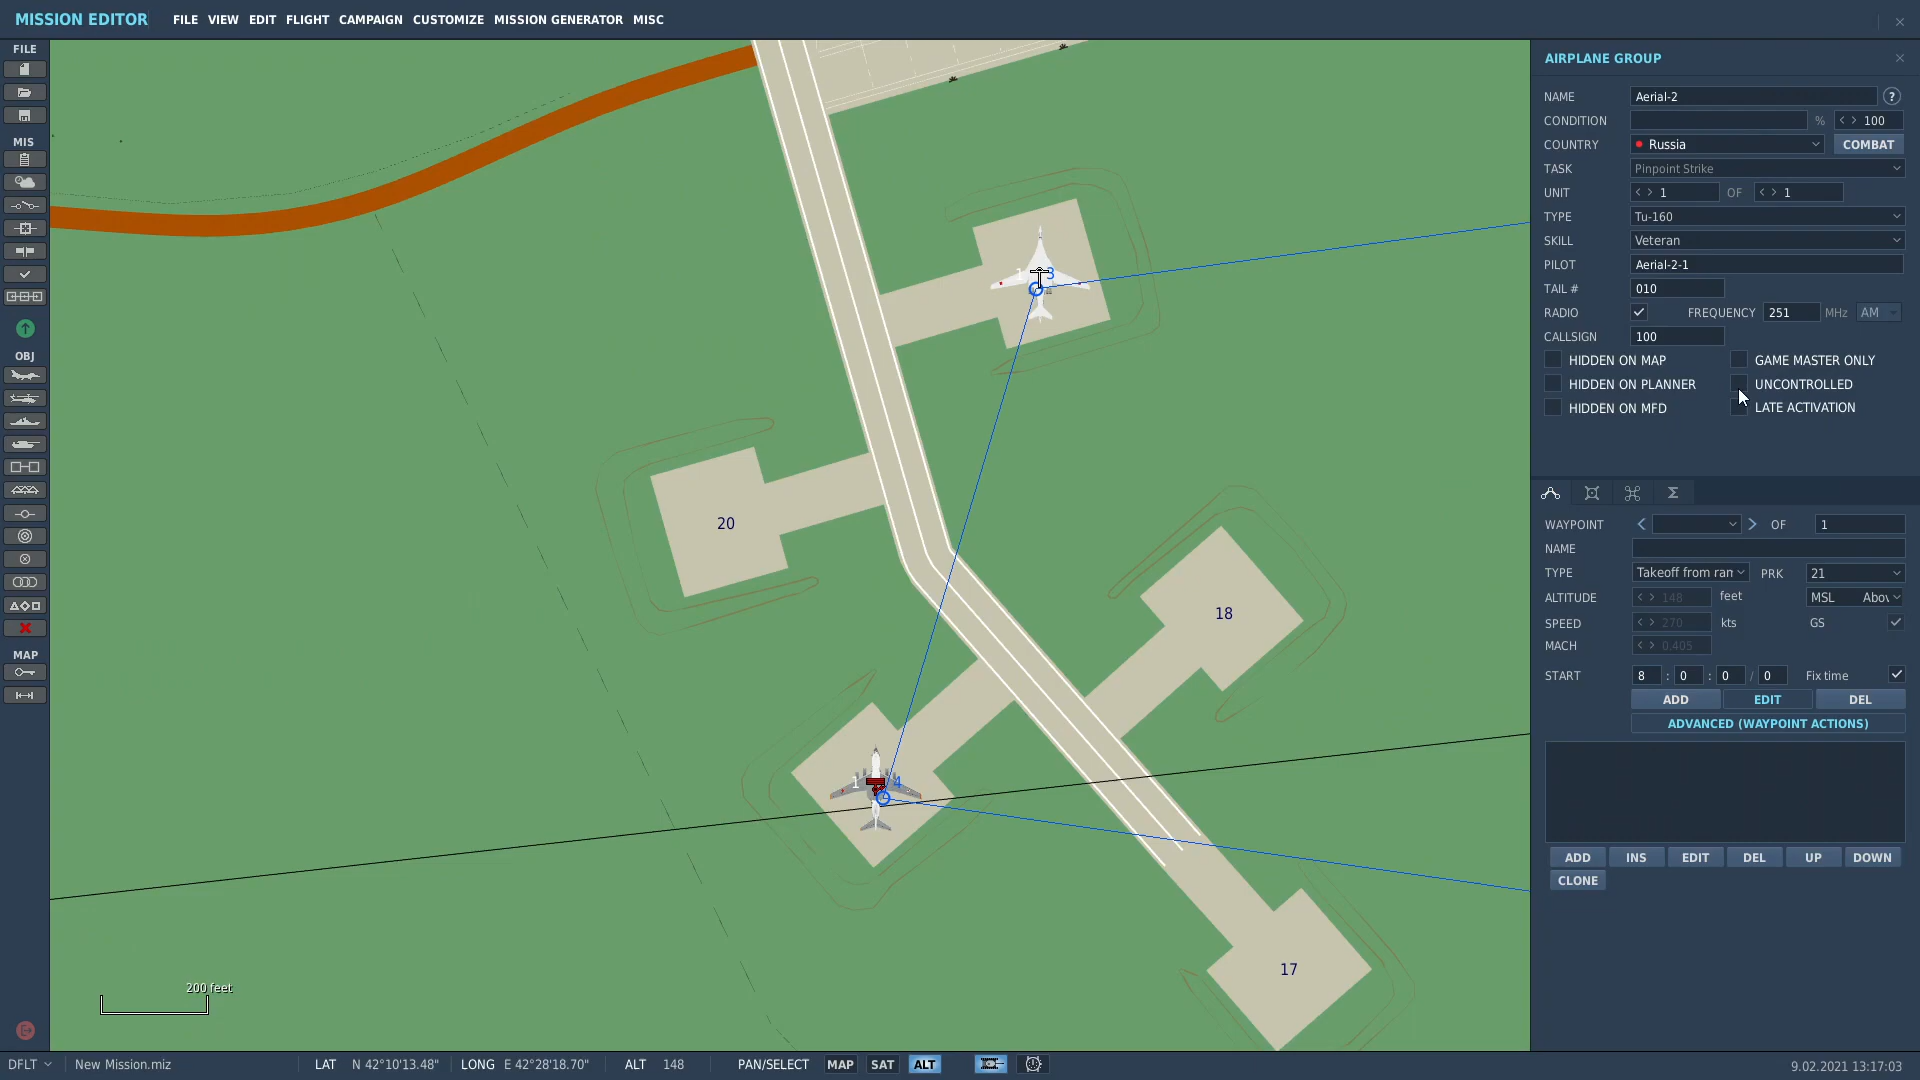 MISSION EDITOR FILE VIEW EDIT FLIGHT CAMPAIGN CUSTOMIZE MISSION GENERATOR MISC
FILE
MIS
OBJ
MAP
20
18
17
1 3
1 4
200 feet
AIRPLANE GROUP
NAME Aerial-2 ?
CONDITION % < > 100
COUNTRY Russia COMBAT
TASK Pinpoint Strike
UNIT < > 1 OF < > 1
TYPE Tu-160
SKILL Veteran
PILOT Aerial-2-1
TAIL # 010
RADIO FREQUENCY 251 MHz AM
CALLSIGN 100
HIDDEN ON MAP GAME MASTER ONLY
HIDDEN ON PLANNER UNCONTROLLED
HIDDEN ON MFD LATE ACTIVATION
WAYPOINT < > OF 1
NAME
TYPE Takeoff from ran PRK 21
ALTITUDE < > 148 feet MSL Abov
SPEED < > 270 kts GS
MACH < > 0.405
START 8 : 0 : 0 / 0 Fix time
ADD EDIT DEL
ADVANCED (WAYPOINT ACTIONS)
ADD INS EDIT DEL UP DOWN
CLONE
DFLT New Mission.miz LAT N 42°10'13.48" LONG E 42°28'18.70" ALT 148 PAN/SELECT MAP SAT ALT 9.02.2021 13:17:03